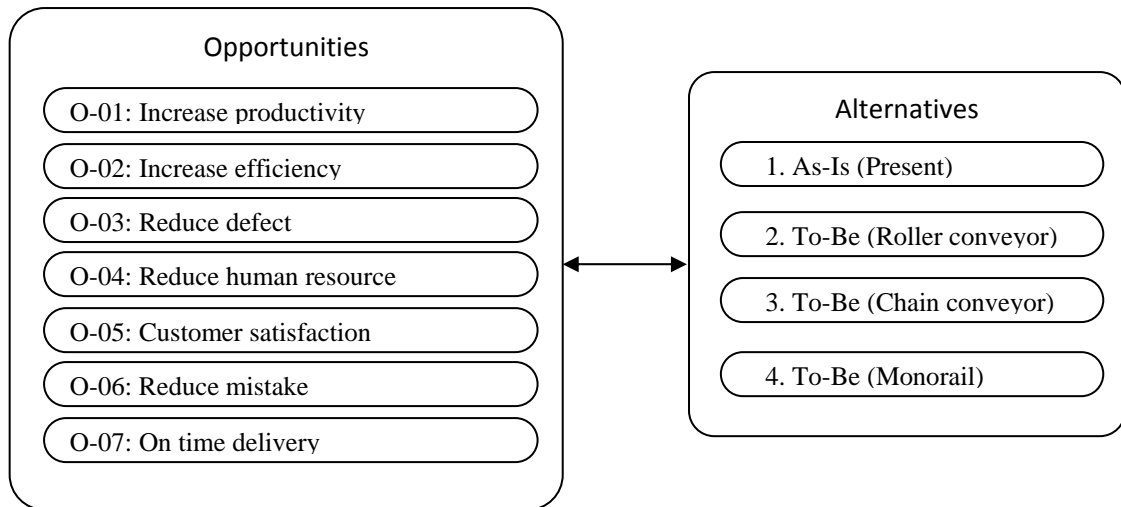 Opportunities
O-01: Increase productivity
O-02: Increase efficiency
O-03: Reduce defect
O-04: Reduce human resource
O-05: Customer satisfaction
O-06: Reduce mistake
O-07: On time delivery
Alternatives
1. As-Is (Present)
2. To-Be (Roller conveyor)
3. To-Be (Chain conveyor)
4. To-Be (Monorail)